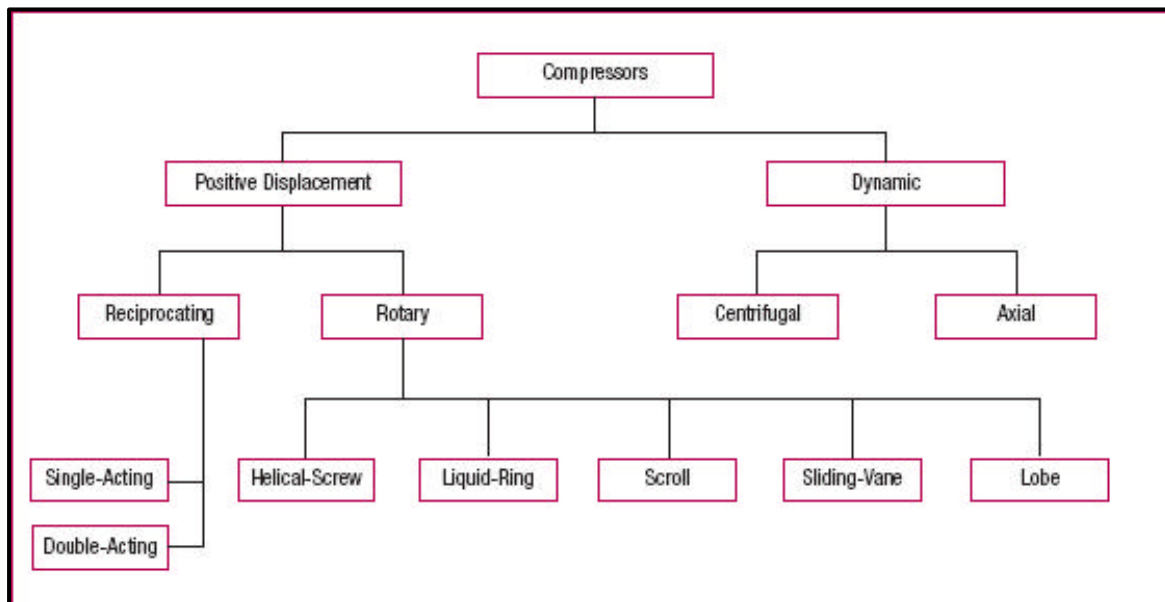 Compressors
Positive Displacement
Dynamic
Reciprocating
Rotary
Centrifugal
Axial
Single-Acting
Helical-Screw
Liquid-Ring
Scroll
Sliding-Vane
Lobe
Double-Acting